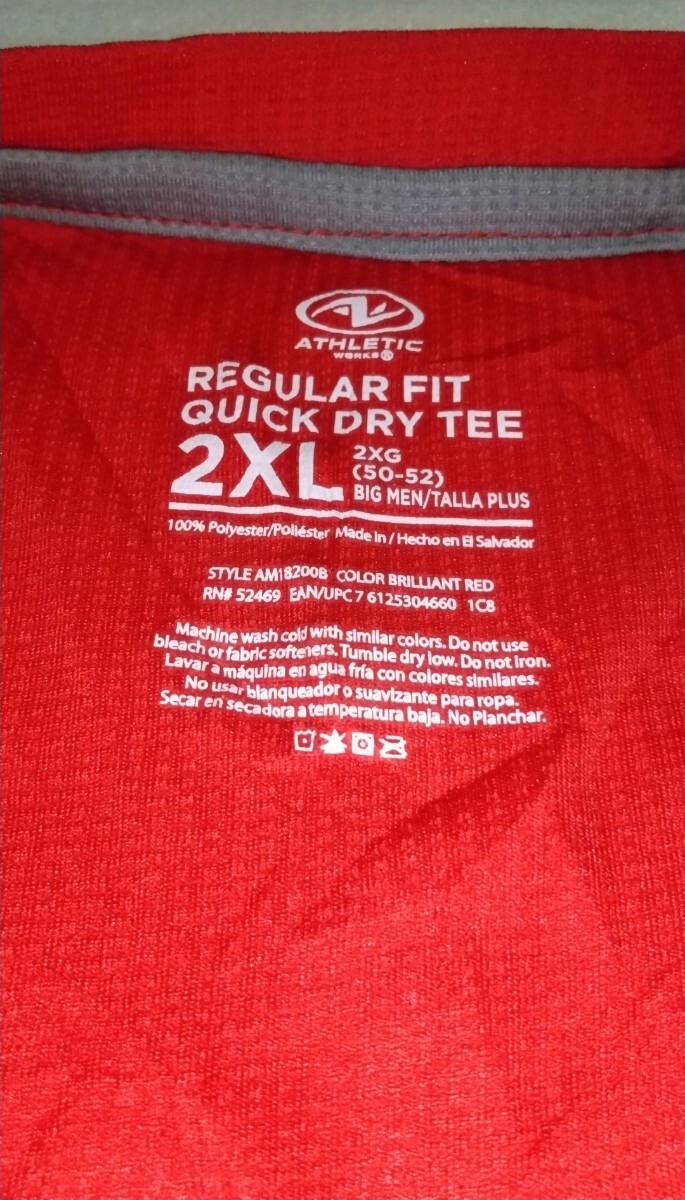 ATHLETIC
WORKS®
REGULAR FIT
QUICK DRY TEE
2XL
2XG
(50-52)
BIG MEN/TALLA PLUS
100% Polyester/Poliéster Made In / Hecho en El Salvador
STYLE AM18200B COLOR BRILLIANT RED
RN# 52469 EAN/UPC 7 6125304660 1C8
Machine wash cold with similar colors. Do not use
bleach or fabric softeners. Tumble dry low. Do not iron.
Lavar a máquina en agua fría con colores similares.
No usar blanqueador o suavizante para ropa.
Secar en secadora a temperatura baja. No Planchar.